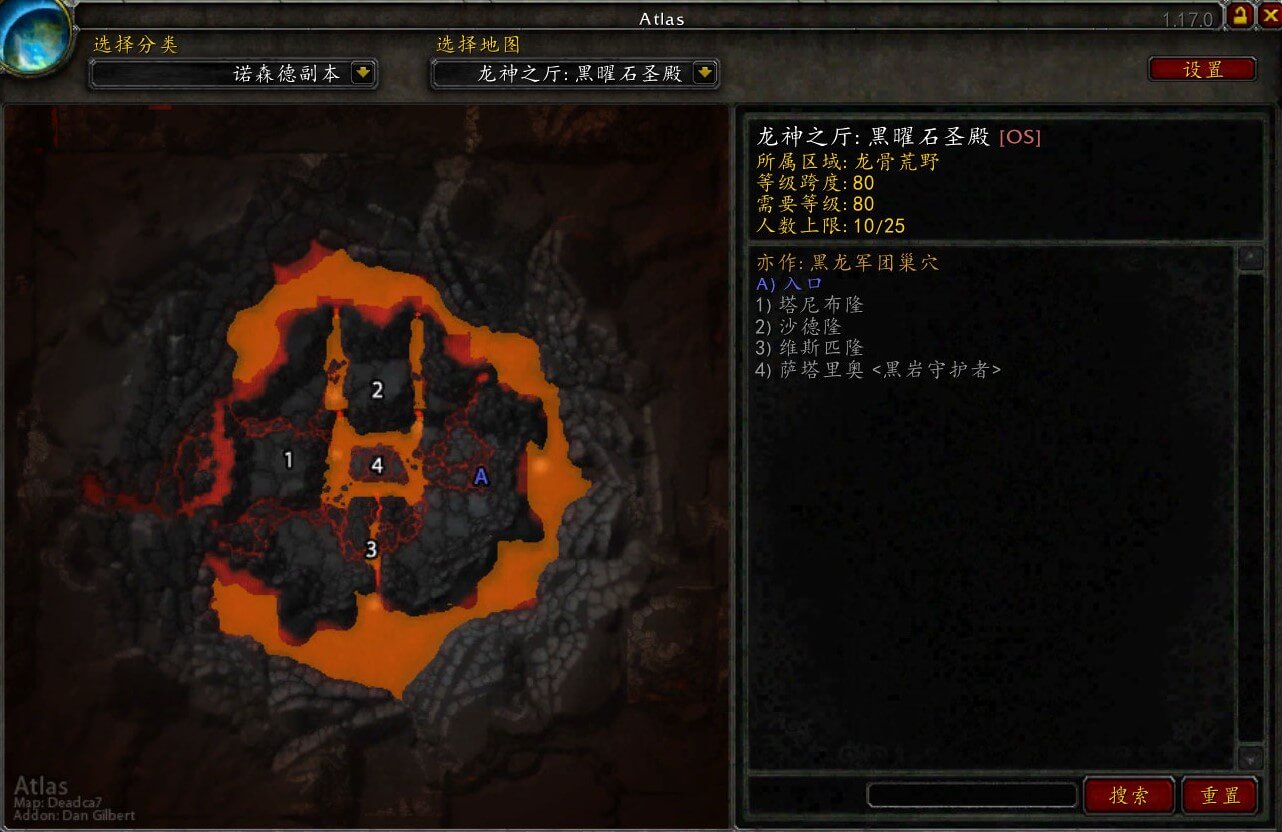 Atlas
1.17.0
选择分类
选择地图
诺森德副本
龙神之厅: 黑曜石圣殿
设置
龙神之厅: 黑曜石圣殿 [OS]
所属区域: 龙骨荒野
等级跨度: 80
需要等级: 80
人数上限: 10/25
亦作: 黑龙军团巢穴
A) 入口
1) 塔尼布隆
2) 沙德隆
3) 维斯匹隆
4) 萨塔里奥 <黑岩守护者>
2
1
4
A
3
Atlas
Map: Deadca7
Addon: Dan Gilbert
搜索
重置